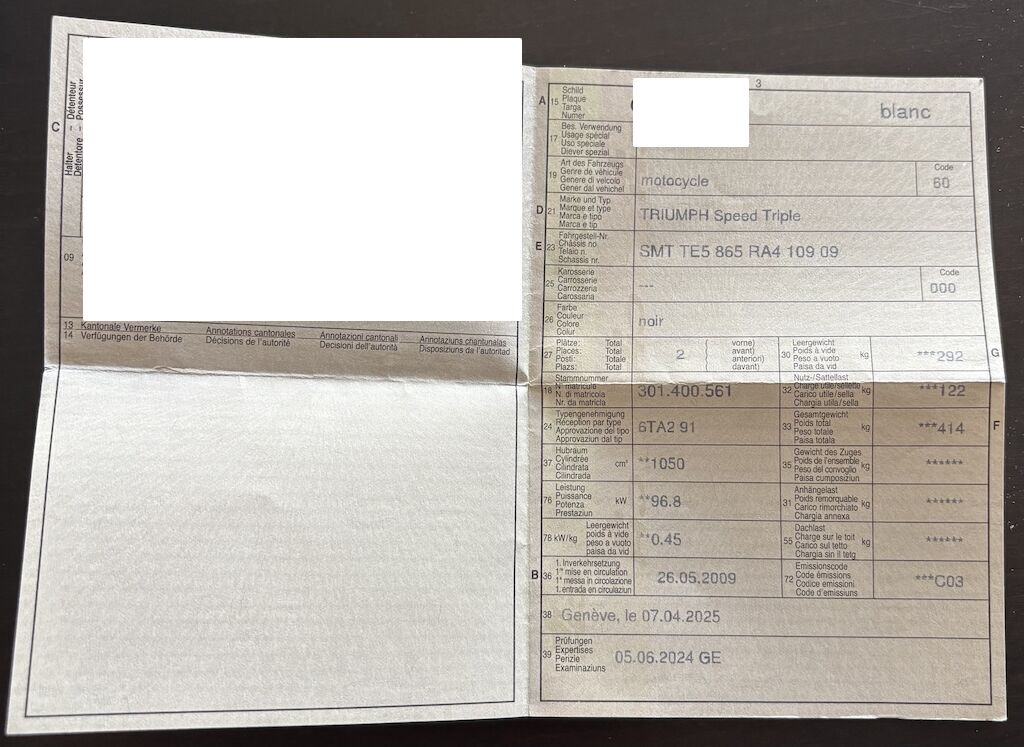 C
Halter – Détenteur
Detentore – Possessur
09
13 Kantonale Vermerke Annotations cantonales Annotazioni cantonali Annotaziuns chantunalas
14 Verfügungen der Behörde Décisions de l'autorité Decisioni dell'autorità Disposiziuns da l'autoritad
3
A 15 Schild
Plaque
Targa
Numer
blanc
17 Bes. Verwendung
Usage spécial
Uso speciale
Diever spezial
19 Art des Fahrzeugs
Genre de véhicule
Genere di veicolo
Gener dal vehichel
motocycle
Code
60
D 21 Marke und Typ
Marque et type
Marca e tipo
Marca e tip
TRIUMPH Speed Triple
E 23 Fahrgestell-Nr.
Châssis no
Telaio n.
Schassis nr.
SMT TE5 865 RA4 109 09
25 Karosserie
Carrosserie
Carrozzeria
Carossaria
---
Code
000
26 Farbe
Couleur
Colore
Colur
noir
27 Plätze: Total
Places: Total
Posti: Totale
Plazs: Total
2
vorne)
avant)
anterion)
davant)
30 Leergewicht
Poids à vide
Peso a vuoto
Paisa da vid
kg
***292
G
18 Stammnummer
N° matricule
N. di matricola
Nr. da matricla
301.400.561
32 Nutz-/Sattellast
Charge utile/sellette
Carico utile/sella
Chargia utila/sella
kg
***122
24 Typengenehmigung
Réception par type
Approvazione del tipo
Approvaziun dal tip
6TA2 91
33 Gesamtgewicht
Poids total
Peso totale
Paisa totala
kg
***414
F
37 Hubraum
Cylindrée
Cilindrata
Cilindrada
cm³
**1050
35 Gewicht des Zuges
Poids de l'ensemble
Peso del convoglio
Paisa cumposiziun
kg
******
76 Leistung
Puissance
Potenza
Prestaziun
kW
**96.8
31 Anhängelast
Poids remorquable
Carico rimorchiato
Chargia annexa
kg
******
78 kW/kg Leergewicht
poids à vide
peso a vuoto
paisa da vid
**0.45
55 Dachlast
Charge sur le toit
Carico sul tetto
Chargia sin il tetg
kg
******
B 36 1. Inverkehrsetzung
1re mise en circulation
1a messa in circolazione
1. entrada en circulaziun
26.05.2009
72 Emissionscode
Code émissions
Codice emissioni
Code d'emissiuns
***C03
38 Genève, le 07.04.2025
39 Prüfungen
Expertises
Perizie
Examinaziuns
05.06.2024 GE